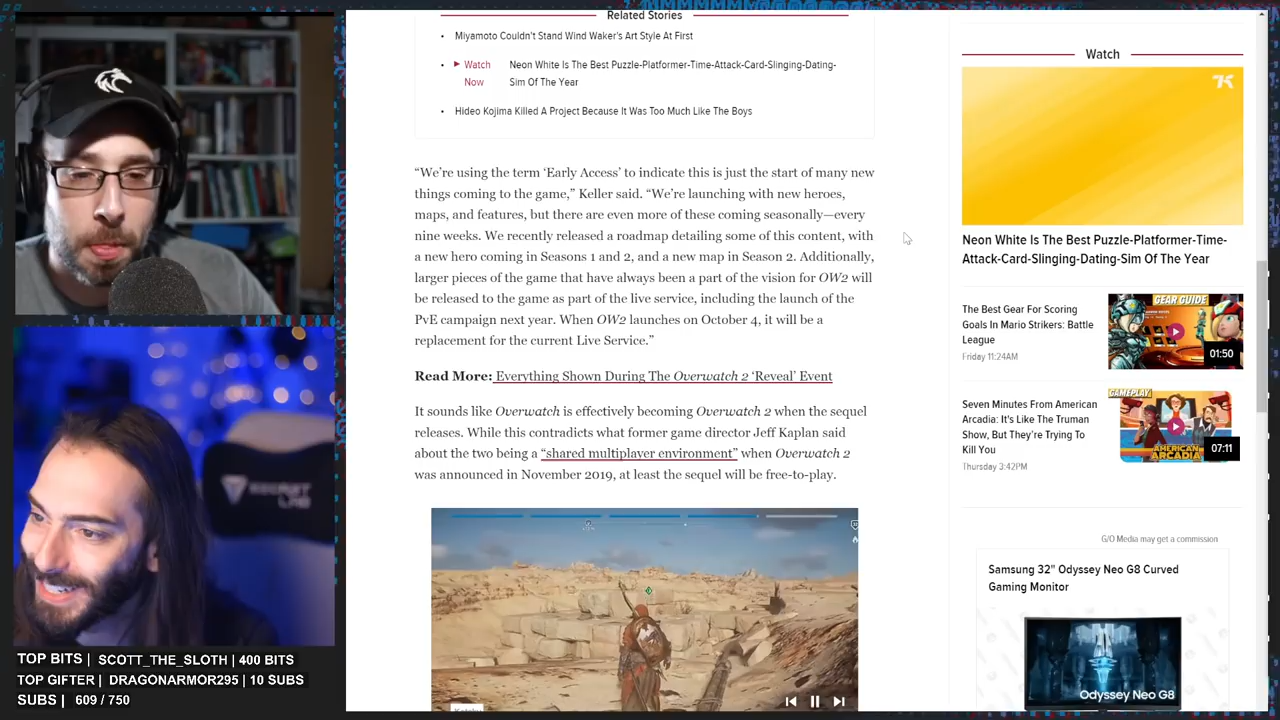 Related Stories
• Miyamoto Couldn't Stand Wind Waker's Art Style At First
• Watch Now Neon White Is The Best Puzzle-Platformer-Time-Attack-Card-Slinging-Dating-
Sim Of The Year
• Hideo Kojima Killed A Project Because It Was Too Much Like The Boys
“We’re using the term ‘Early Access’ to indicate this is just the start of many new
things coming to the game,” Keller said. “We’re launching with new heroes,
maps, and features, but there are even more of these coming seasonally—every
nine weeks. We recently released a roadmap detailing some of this content, with
a new hero coming in Seasons 1 and 2, and a new map in Season 2. Additionally,
larger pieces of the game that have always been a part of the vision for OW2 will
be released to the game as part of the live service, including the launch of the
PvE campaign next year. When OW2 launches on October 4, it will be a
replacement for the current Live Service.”
Read More: Everything Shown During The Overwatch 2 ‘Reveal’ Event
It sounds like Overwatch is effectively becoming Overwatch 2 when the sequel
releases. While this contradicts what former game director Jeff Kaplan said
about the two being a “shared multiplayer environment” when Overwatch 2
was announced in November 2019, at least the sequel will be free-to-play.
Watch
Neon White Is The Best Puzzle-Platformer-Time-
Attack-Card-Slinging-Dating-Sim Of The Year
The Best Gear For Scoring
Goals In Mario Strikers: Battle
League
Friday 11:24AM
GEAR GUIDE
01:50
Seven Minutes From American
Arcadia: It's Like The Truman
Show, But They're Trying To
Kill You
Thursday 3:42PM
GAMEPLAY
AMERICAN
ARCADIA
07:11
G/O Media may get a commission
Samsung 32" Odyssey Neo G8 Curved
Gaming Monitor
Odyssey Neo G8
TOP BITS | SCOTT_THE_SLOTH | 400 BITS
TOP GIFTER | DRAGONARMOR295 | 10 SUBS
SUBS | 609 / 750